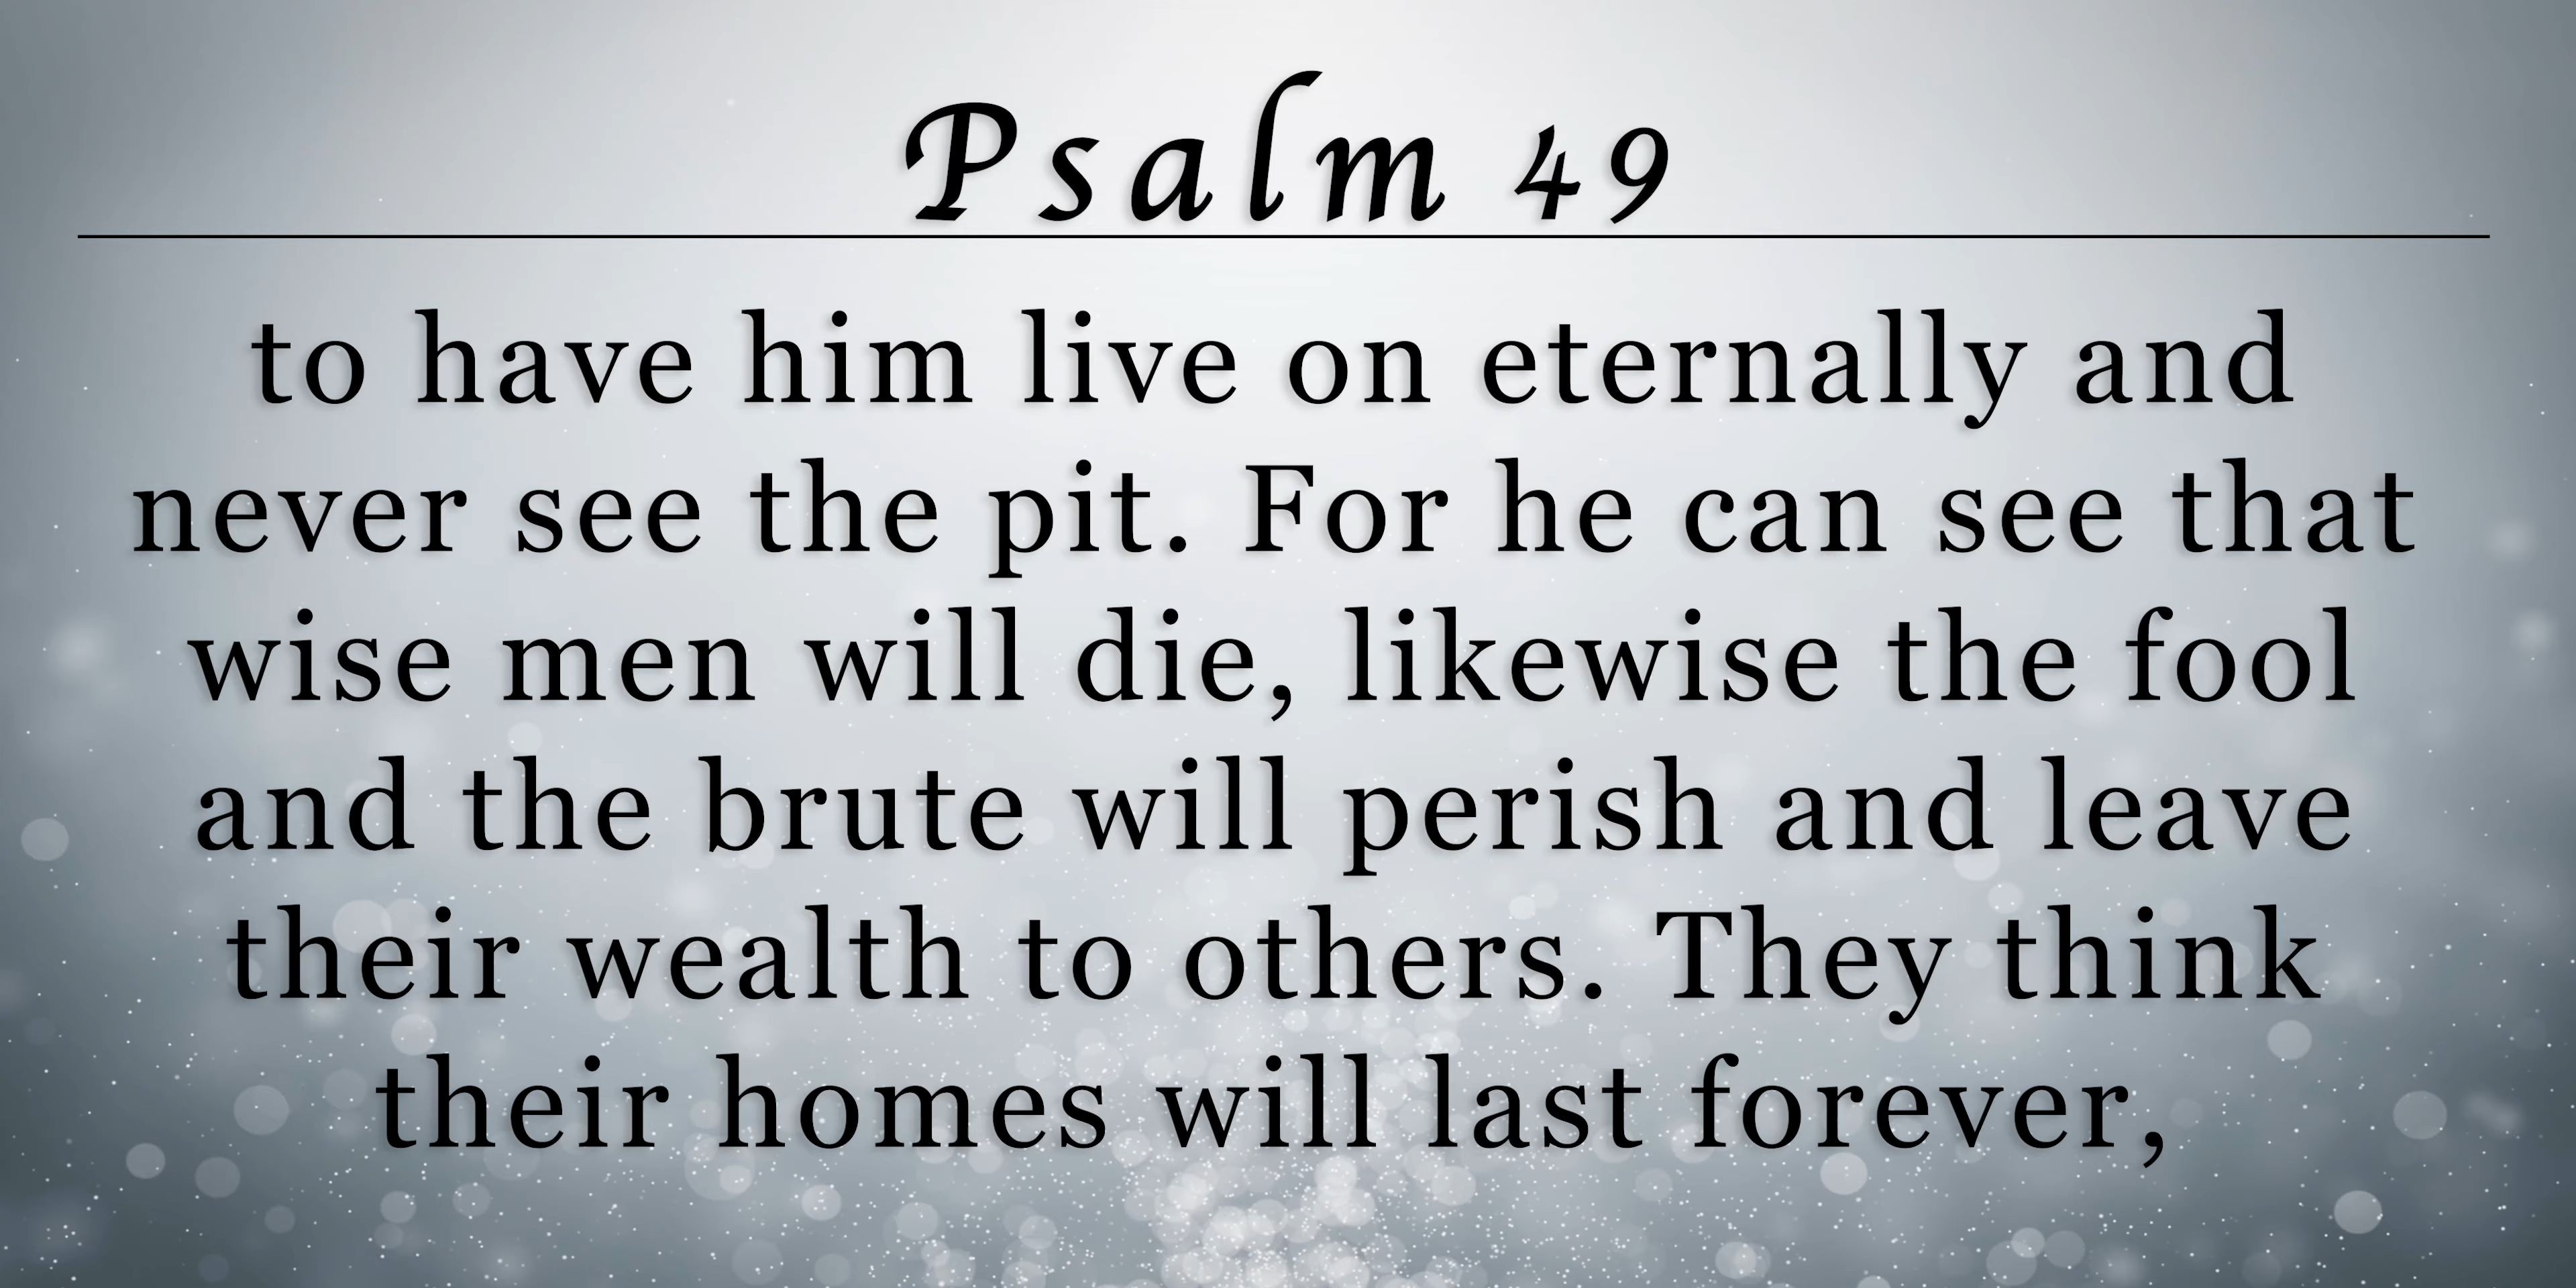 Psalm 49
to have him live on eternally and
never see the pit. For he can see that
wise men will die, likewise the fool
and the brute will perish and leave
their wealth to others. They think
their homes will last forever,